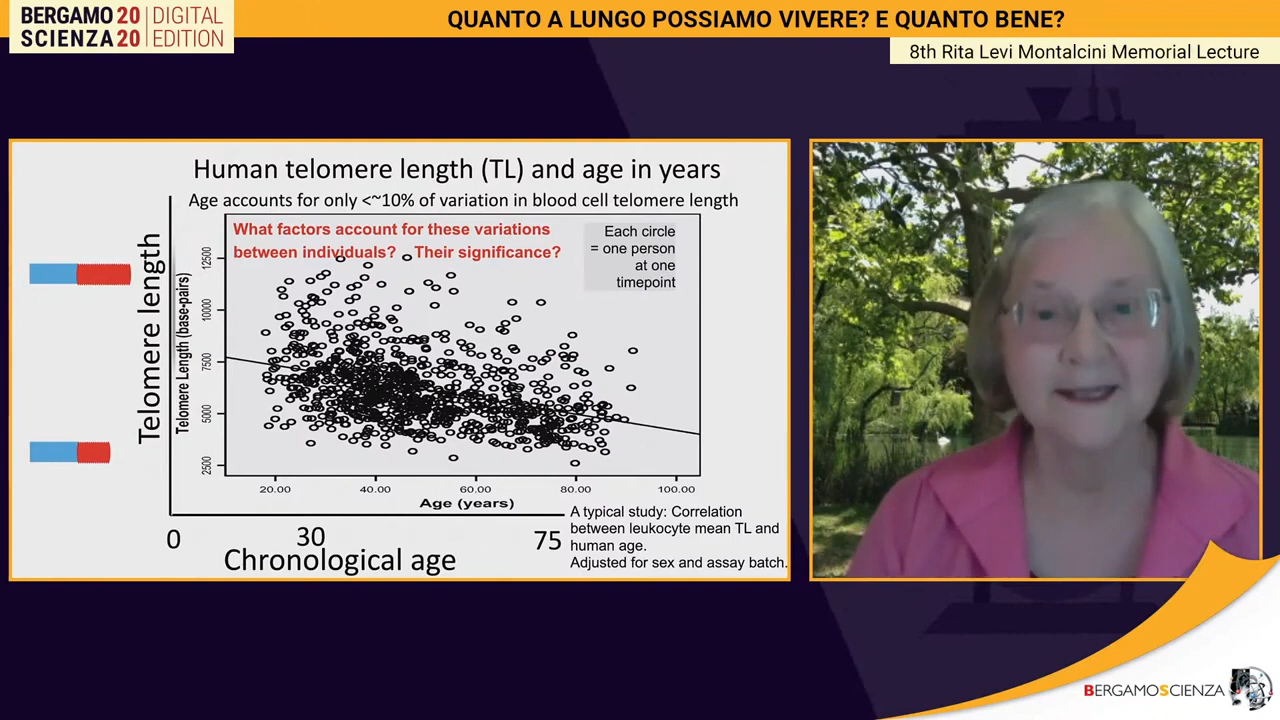 BERGAMO 20 DIGITAL
SCIENZA 20 EDITION
QUANTO A LUNGO POSSIAMO VIVERE? E QUANTO BENE?
8th Rita Levi Montalcini Memorial Lecture
Human telomere length (TL) and age in years
Age accounts for only <~10% of variation in blood cell telomere length
What factors account for these variations
between individuals? Their significance?
Each circle
= one person
at one
timepoint
Telomere length
Telomere Length (base-pairs)
12500
10000
7500
5000
2500
20.00 40.00 60.00 80.00 100.00
Age (years)
0 30 75
Chronological age
A typical study: Correlation
between leukocyte mean TL and
human age.
Adjusted for sex and assay batch.
BERGAMOSCIENZA